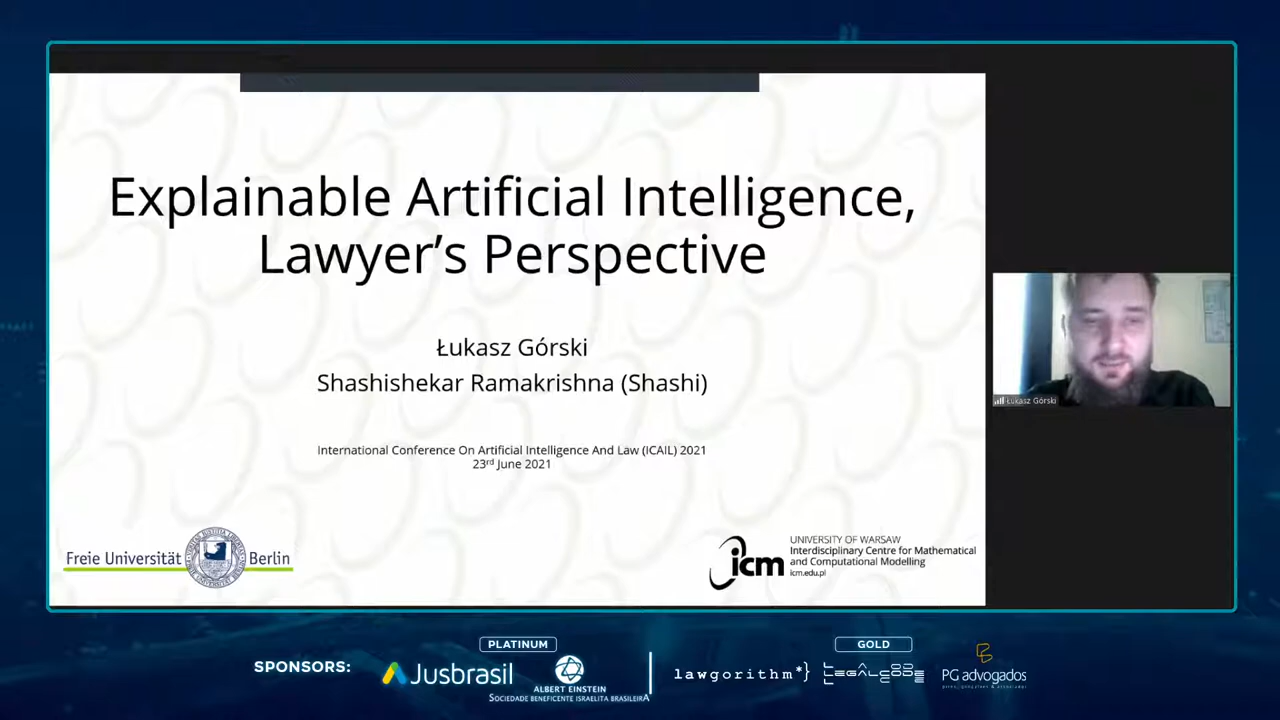 Explainable Artificial Intelligence,
Lawyer's Perspective
Łukasz Górski
Shashishekar Ramakrishna (Shashi)
International Conference On Artificial Intelligence And Law (ICAIL) 2021
23rd June 2021
Freie Universität Berlin
icm
UNIVERSITY OF WARSAW
Interdisciplinary Centre for Mathematical
and Computational Modelling
icm.edu.pl
Łukasz Górski
SPONSORS:
PLATINUM
Jusbrasil
ALBERT EINSTEIN
SOCIEDADE BENEFICENTE ISRAELITA BRASILEIRA
GOLD
lawgorithm*}
LEGALCODE
PG advogados